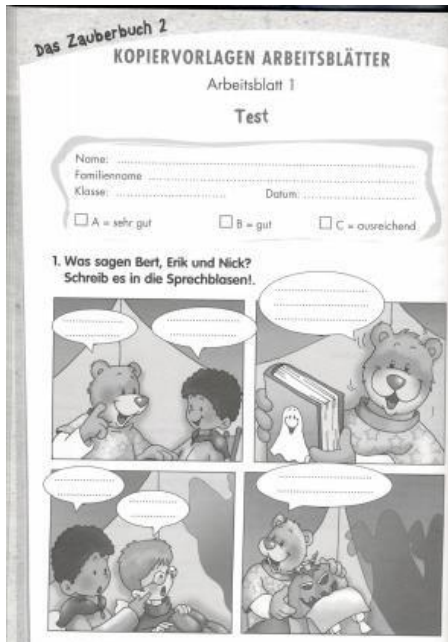 Das Zauberbuch 2
KOPIERVORLAGEN ARBEITSBLÄTTER
Arbeitsblatt 1
Test
Name:
Familienname
Klasse: Datum:
A = sehr gut B = gut C = ausreichend
1. Was sagen Bert, Erik und Nick?
Schreib es in die Sprechblasen!.